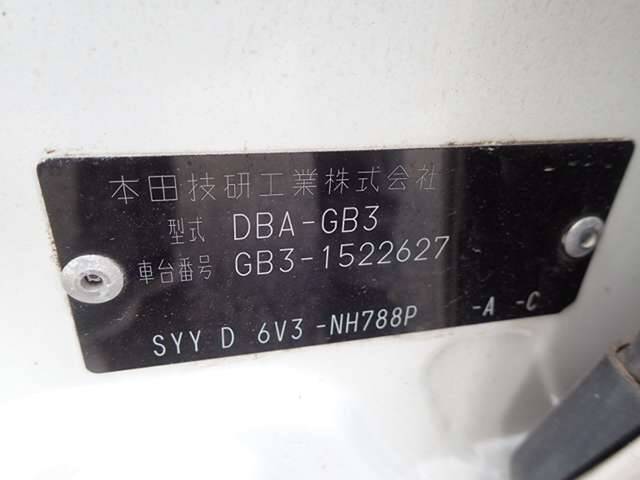 本田技研工業株式会社
型式 DBA-GB3
車台番号 GB3-1522627
SYY D 6V3 -NH788P -A -C